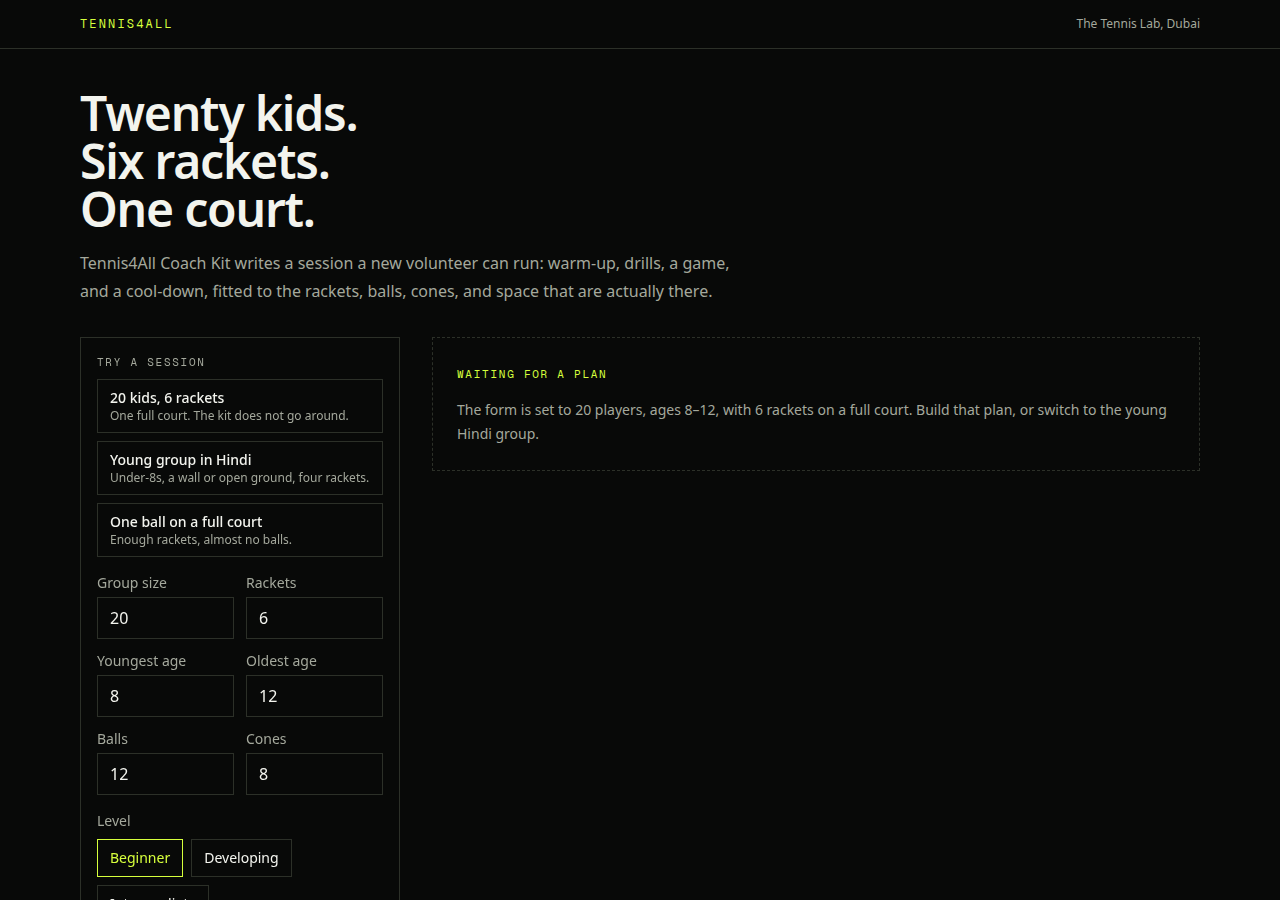 TENNIS4ALL
The Tennis Lab, Dubai
Twenty kids.
Six rackets.
One court.
Tennis4All Coach Kit writes a session a new volunteer can run: warm-up, drills, a game,
and a cool-down, fitted to the rackets, balls, cones, and space that are actually there.
TRY A SESSION
20 kids, 6 rackets
One full court. The kit does not go around.
Young group in Hindi
Under-8s, a wall or open ground, four rackets.
One ball on a full court
Enough rackets, almost no balls.
Group size
Rackets
20
6
Youngest age
Oldest age
8
12
Balls
Cones
12
8
Level
Beginner
Developing
WAITING FOR A PLAN
The form is set to 20 players, ages 8–12, with 6 rackets on a full court. Build that plan, or switch to the young
Hindi group.